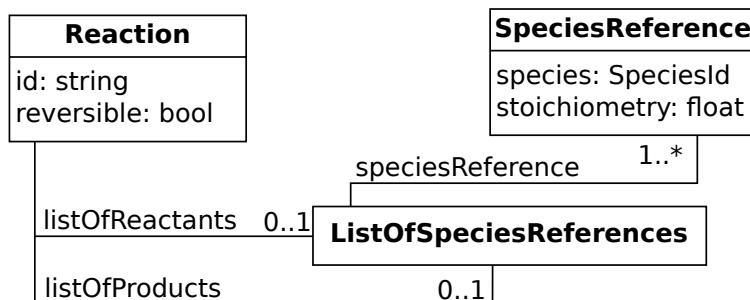 Reaction
id: string
reversible: bool
SpeciesReference
species: SpeciesId
stoichiometry: float
1..*
speciesReference
listOfReactants 0..1
ListOfSpeciesReferences
listOfProducts 0..1